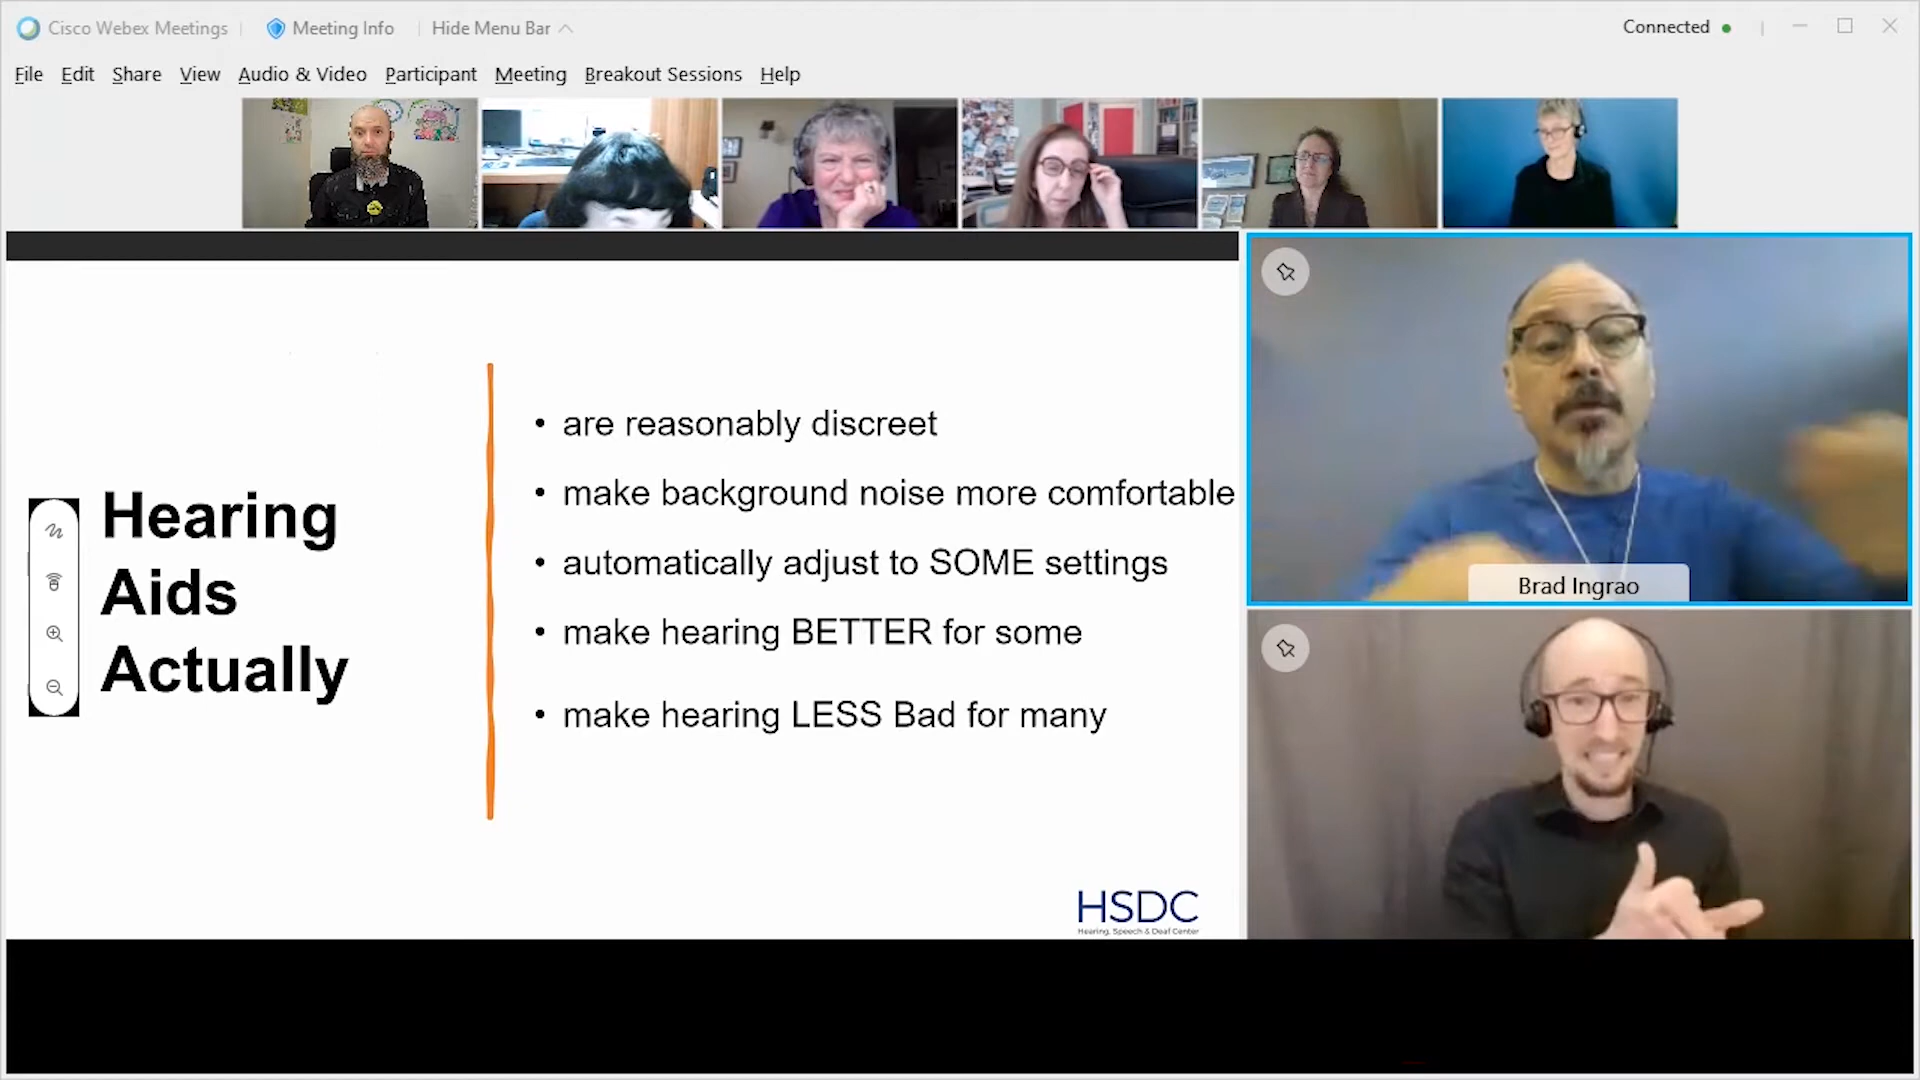 Cisco Webex Meetings
Meeting Info
Hide Menu Bar
Connected
File Edit Share View Audio & Video Participant Meeting Breakout Sessions Help
Hearing
Aids
Actually
• are reasonably discreet
• make background noise more comfortable
• automatically adjust to SOME settings
• make hearing BETTER for some
• make hearing LESS Bad for many
HSDC
Hearing, Speech & Deaf Center
Brad Ingrao